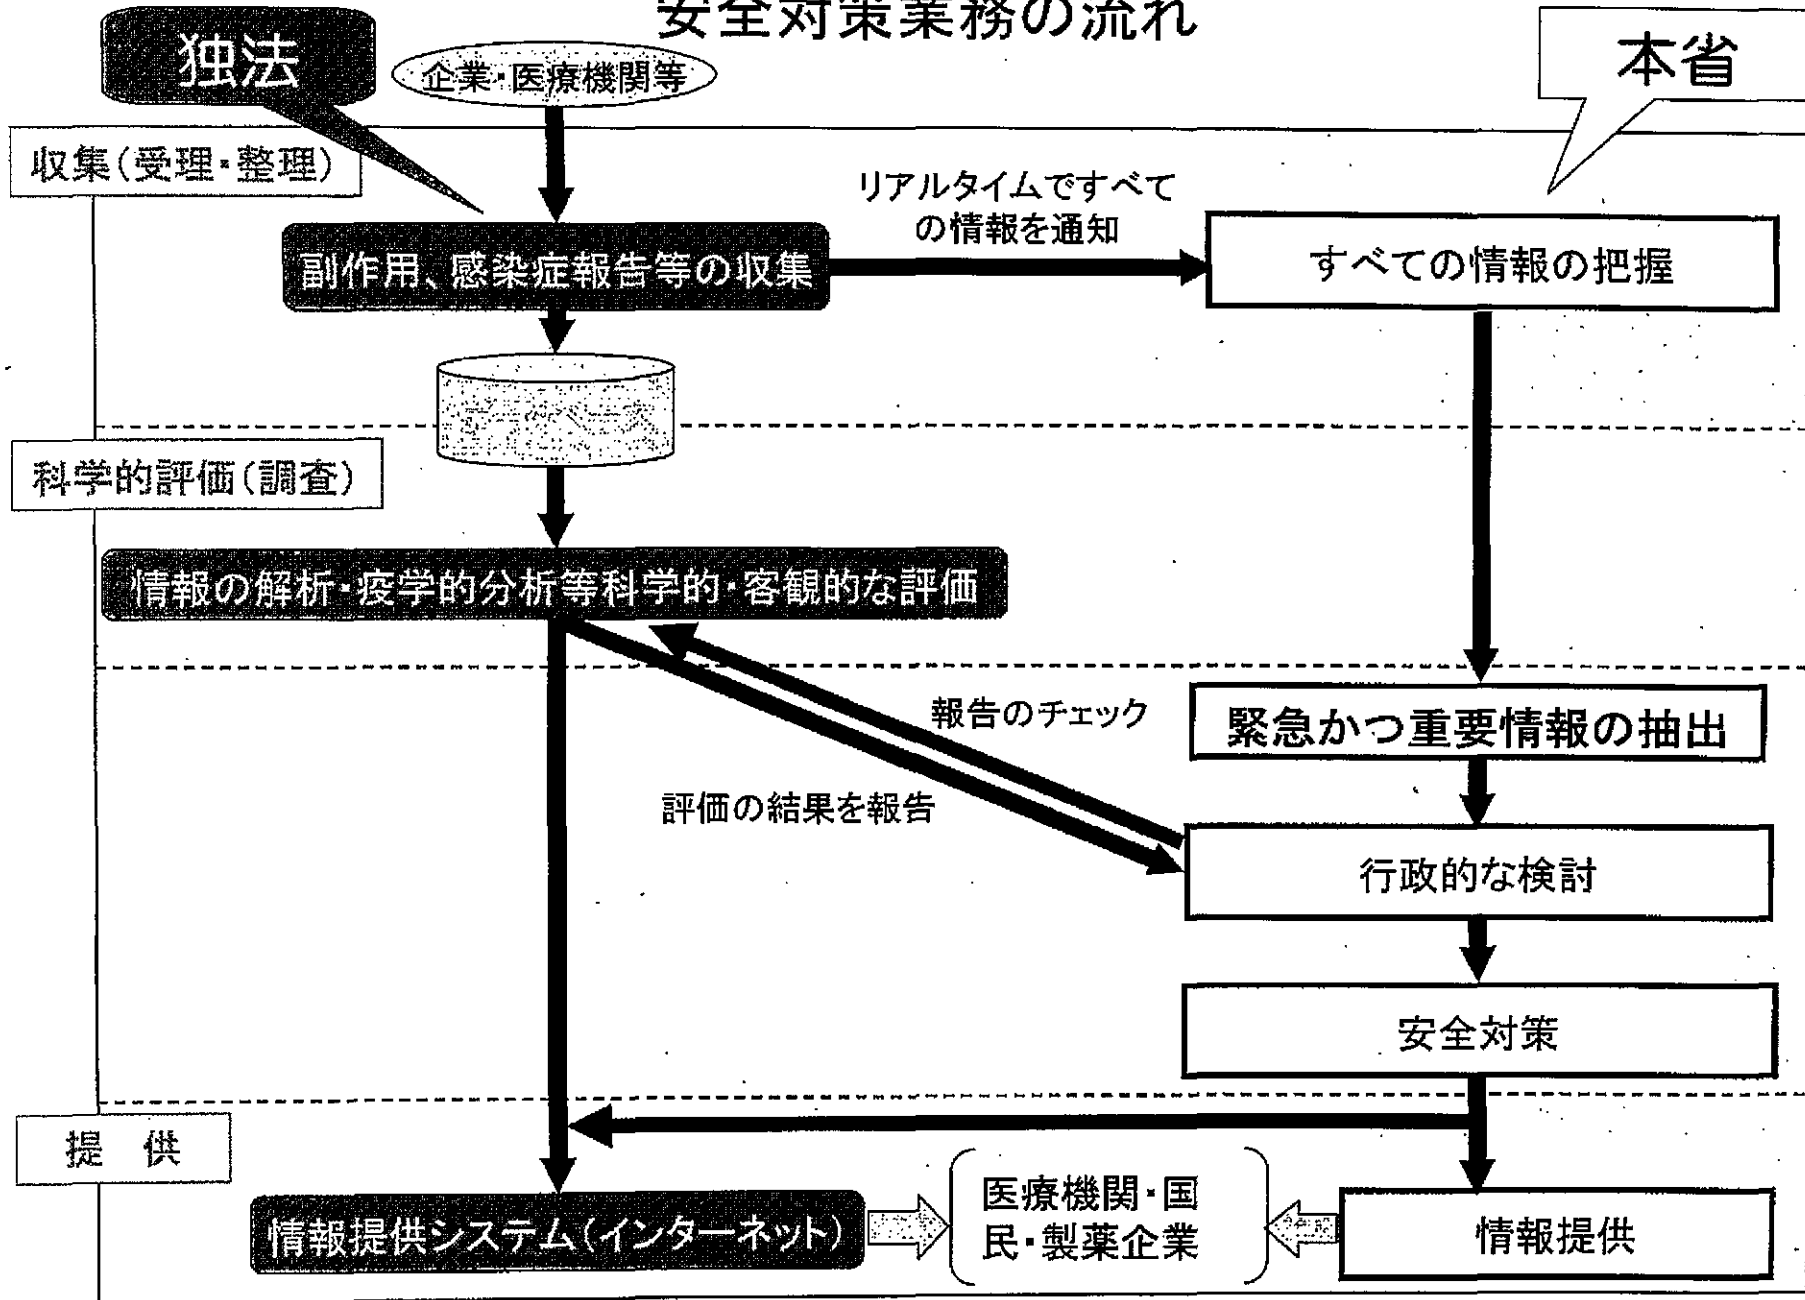 安全対策業務の流れ
独法
企業・医療機関等
本省
収集(受理・整理)
リアルタイムですべて
の情報を通知
副作用、感染症報告等の収集
すべての情報の把握
データベース
科学的評価(調査)
情報の解析・疫学的分析等科学的・客観的な評価
報告のチェック
緊急かつ重要情報の抽出
評価の結果を報告
行政的な検討
安全対策
提 供
医療機関・国
民・製薬企業
情報提供システム(インターネット)
情報提供